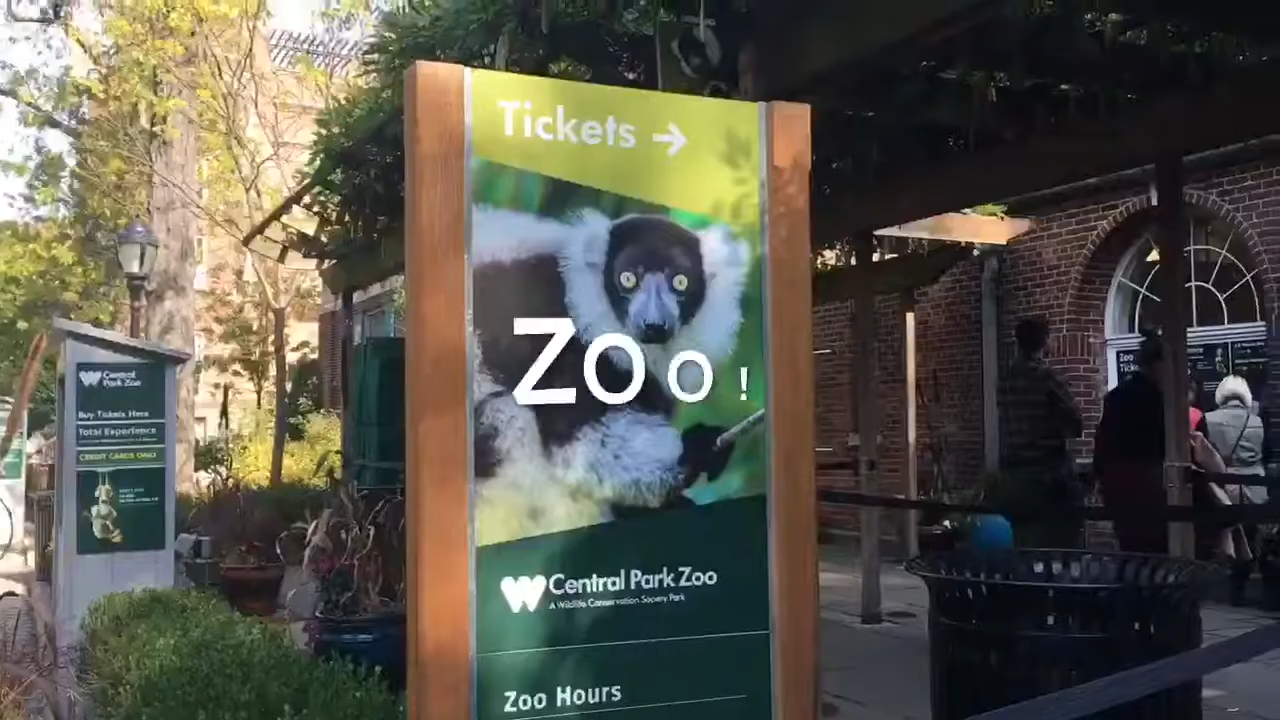 Tickets →
Zoo!
Central Park Zoo
A Wildlife Conservation Society Park
Zoo Hours
Central
Park Zoo
Buy Tickets Here
Total Experience
CREDIT CARDS ONLY
Zoo